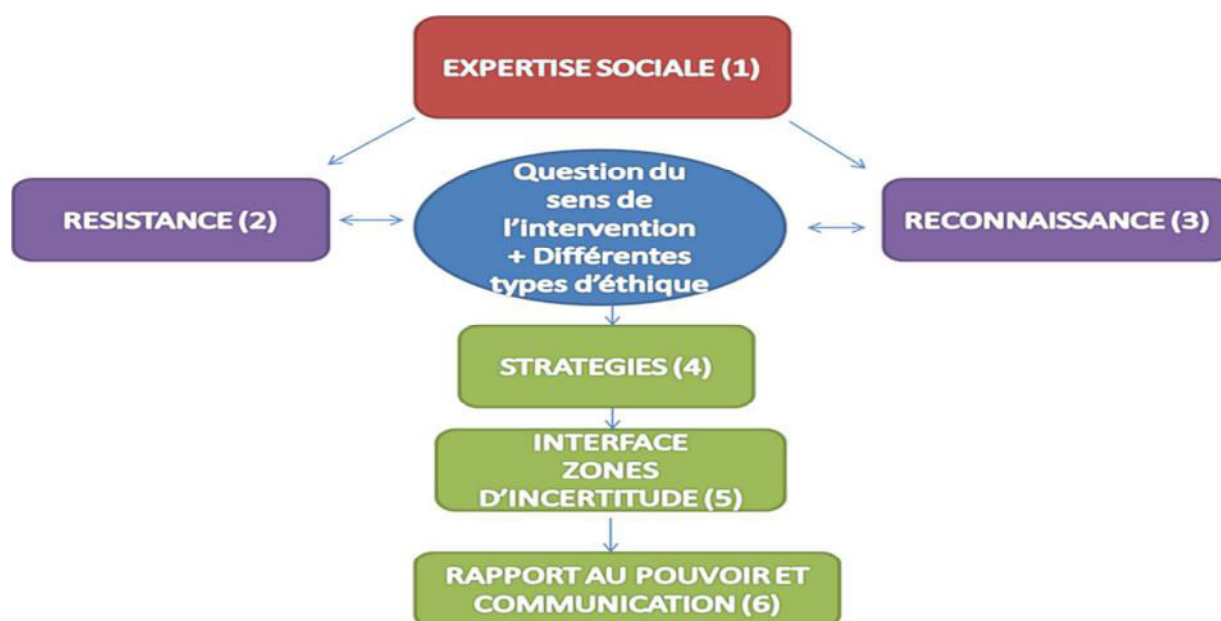 EXPERTISE SOCIALE (1)
Question du
sens de
l'intervention
+ Différentes
types d'éthique
RESISTANCE (2)
RECONNAISSANCE (3)
STRATEGIES (4)
INTERFACE
ZONES
D'INCERTITUDE (5)
RAPPORT AU POUVOIR ET
COMMUNICATION (6)